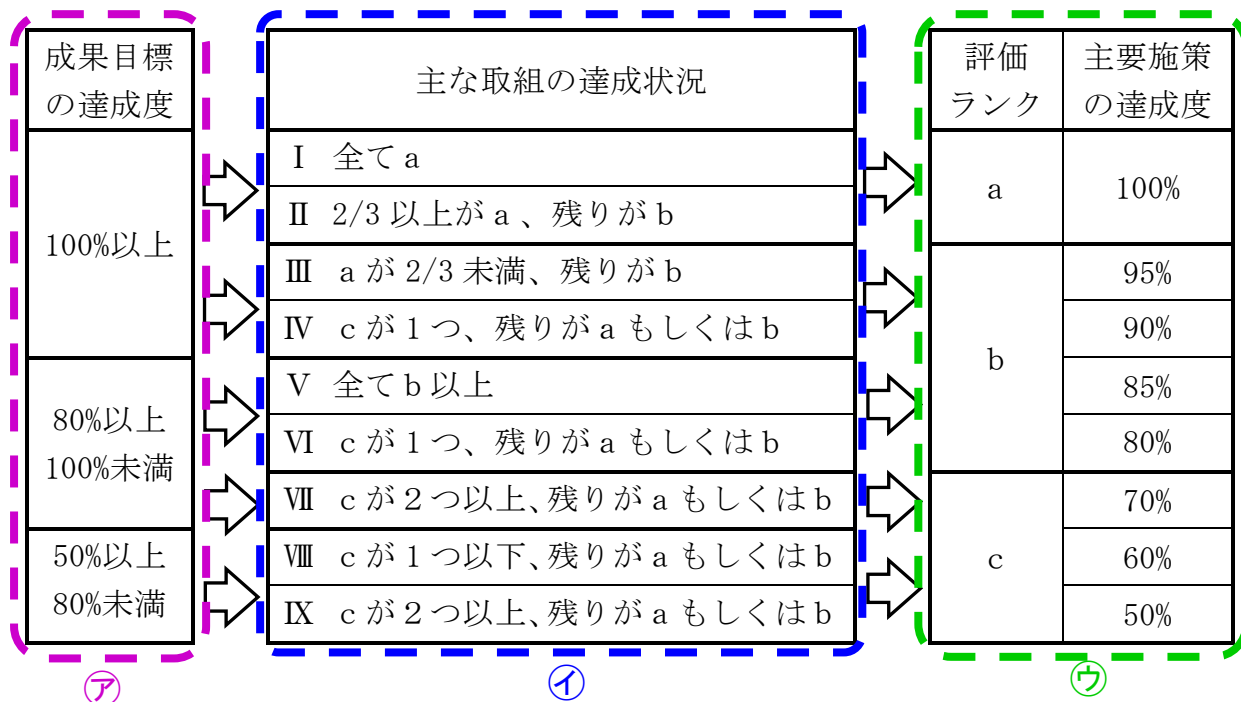 成果目標
の達成度
主な取組の達成状況
評価
ランク
主要施策
の達成度
100%以上
Ⅰ 全てa
Ⅱ 2/3以上がa、残りがb
a
100%
Ⅲ aが2/3未満、残りがb
95%
Ⅳ cが1つ、残りがaもしくはb
90%
b
80%以上
100%未満
Ⅴ 全てb以上
85%
Ⅵ cが1つ、残りがaもしくはb
80%
Ⅶ cが2つ以上、残りがaもしくはb
70%
50%以上
80%未満
Ⅷ cが1つ以下、残りがaもしくはb
c
60%
Ⅸ cが2つ以上、残りがaもしくはb
50%
㋐
㋑
㋒